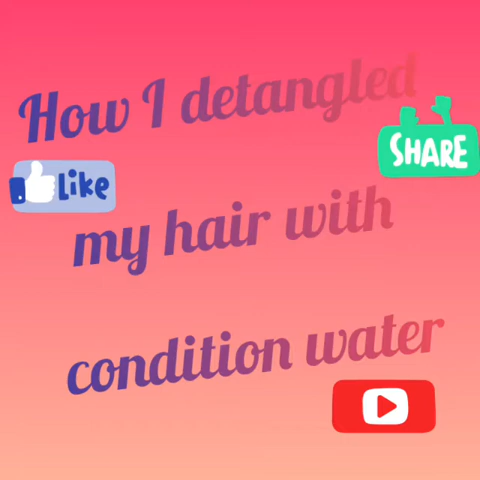 How I detangled
SHARE
Like
my hair with
condition water